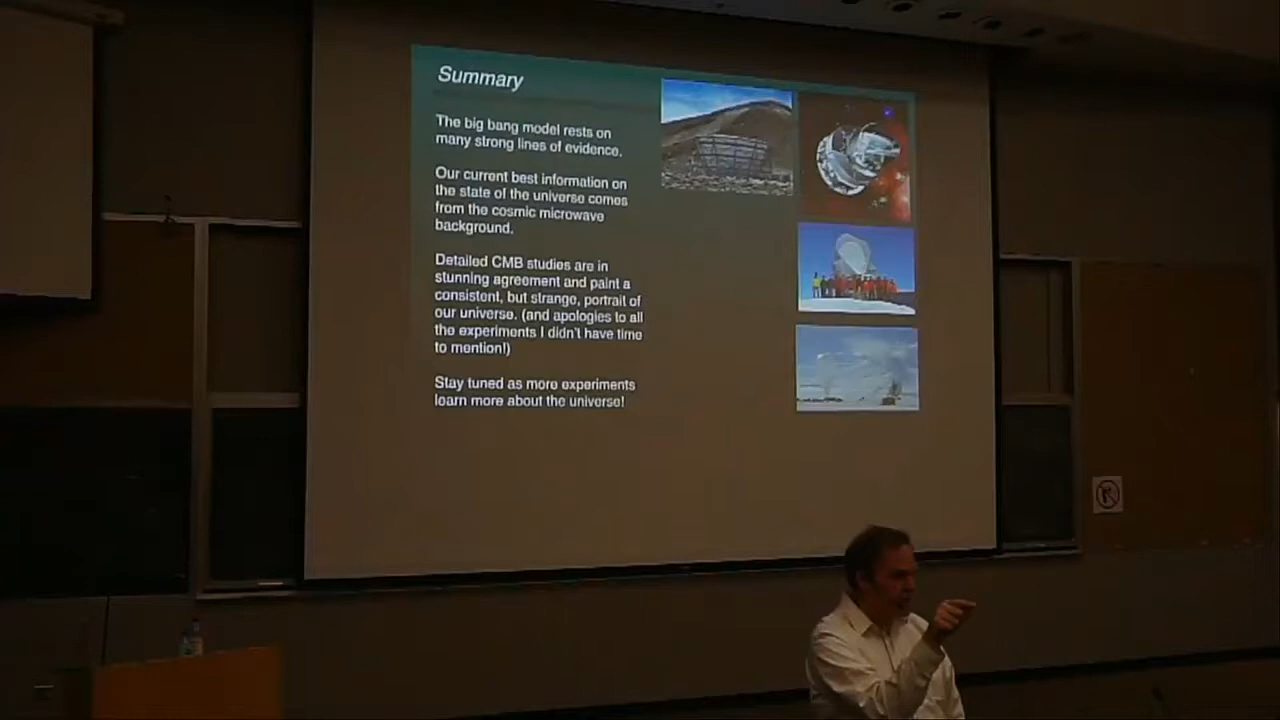 Summary
The big bang model rests on
many strong lines of evidence.
Our current best information on
the state of the universe comes
from the cosmic microwave
background.
Detailed CMB studies are in
stunning agreement and paint a
consistent, but strange, portrait of
our universe. (and apologies to all
the experiments I didn't have time
to mention!)
Stay tuned as more experiments
learn more about the universe!